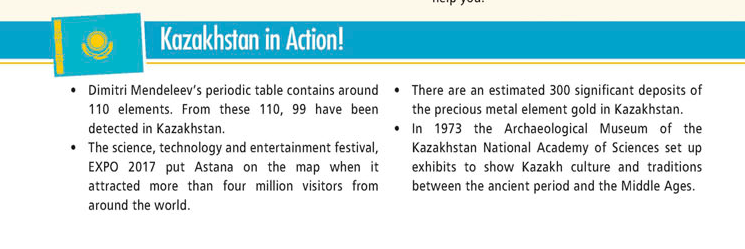 help you!
Kazakhstan in Action!
• Dimitri Mendeleev's periodic table contains around
110 elements. From these 110, 99 have been
detected in Kazakhstan.
• The science, technology and entertainment festival,
EXPO 2017 put Astana on the map when it
attracted more than four million visitors from
around the world.
• There are an estimated 300 significant deposits of
the precious metal element gold in Kazakhstan.
• In 1973 the Archaeological Museum of the
Kazakhstan National Academy of Sciences set up
exhibits to show Kazakh culture and traditions
between the ancient period and the Middle Ages.